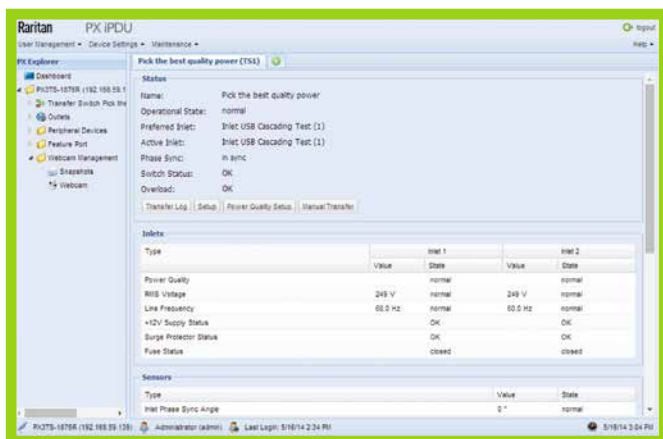 Raritan PX iPDU logout
User Management Device Settings Maintenance Help
PX Explorer
Dashboard
PX3TS-1876R (192.168.59.1
Transfer Switch Pick the
Outlets
Peripheral Devices
Feature Port
Webcam Management
Snapshots
Webcam
Pick the best quality power (TS1)
Status
Name: Pick the best quality power
Operational State: normal
Preferred Inlet: Inlet USB Cascading Test (1)
Active Inlet: Inlet USB Cascading Test (1)
Phase Sync: in sync
Switch Status: OK
Overload: OK
Transfer Log Setup Power Quality Setup Manual Transfer
Inlets
Type Inlet 1 Inlet 2
Value State Value State
Power Quality normal normal
RMS Voltage 249 V normal 249 V normal
Line Frequency 60.0 Hz normal 60.0 Hz normal
+12V Supply Status OK OK
Surge Protector Status OK OK
Fuse Status closed closed
Sensors
Type Value State
Inlet Phase Sync Angle 0 ° normal
PX3TS-1876R (192.168.59.139) Administrator (admin) Last Login: 5/16/14 2:34 PM 5/16/14 3:04 PM